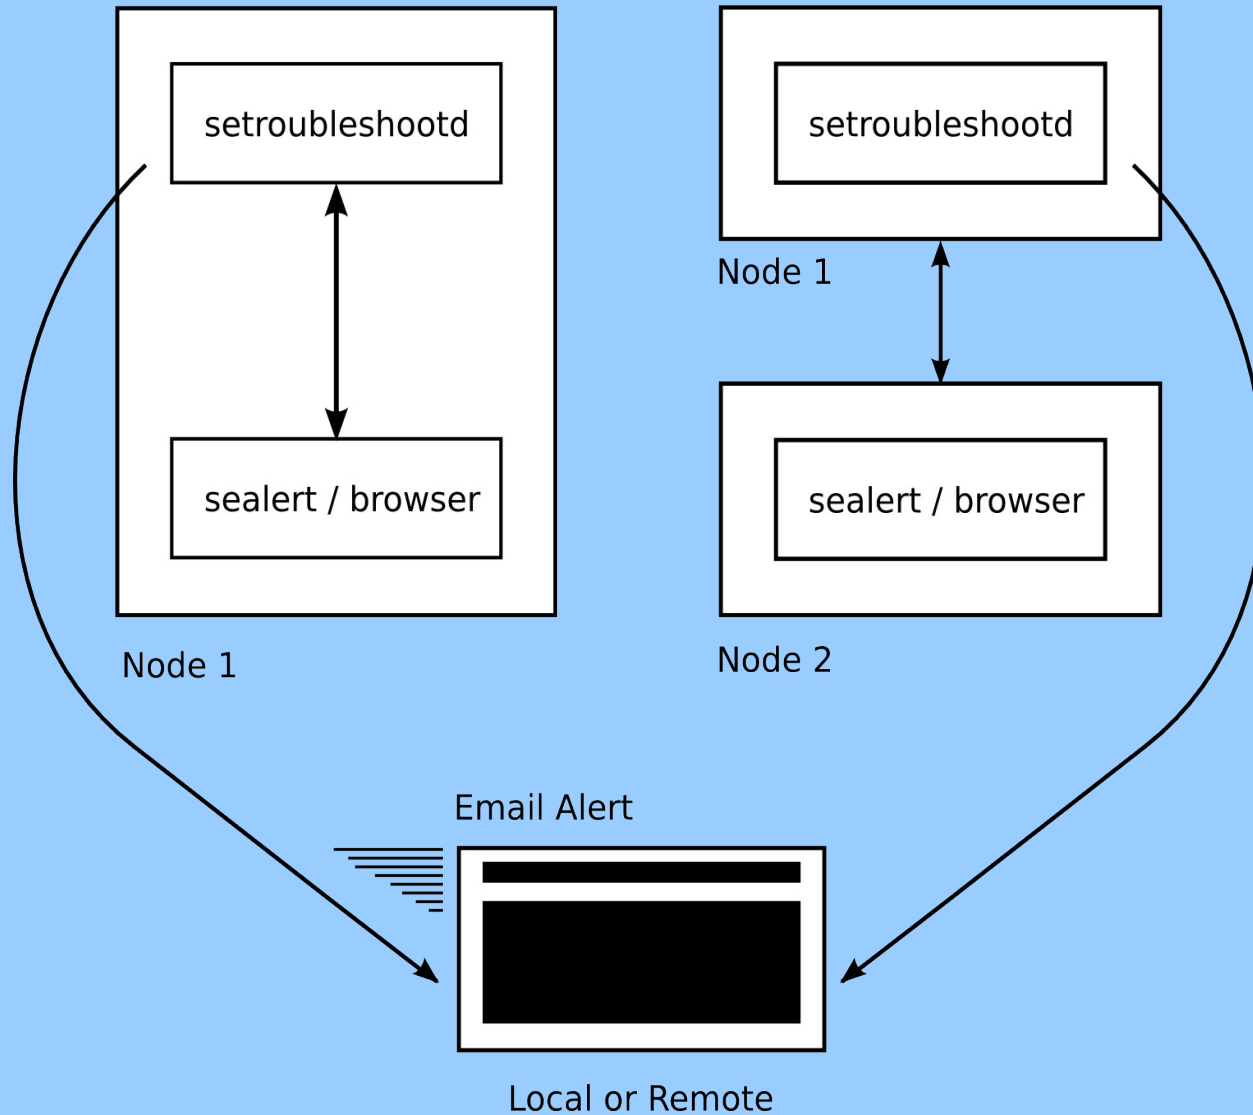 setroubleshootd
sealert / browser
Node 1
setroubleshootd
Node 1
sealert / browser
Node 2
Email Alert
Local or Remote